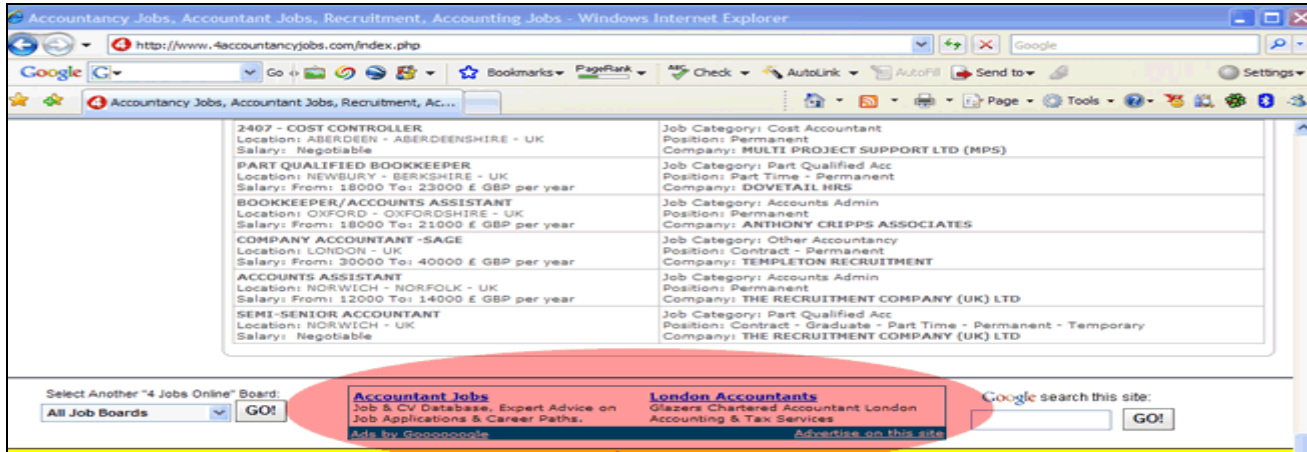 Accountancy Jobs, Accountant Jobs, Recruitment, Accounting Jobs - Windows Internet Explorer
http://www.4accountancyjobs.com/index.php
Google
Google G Go Bookmarks PageRank ABC Check AutoLink AutoFill Send to Settings
Accountancy Jobs, Accountant Jobs, Recruitment, Ac... Page Tools
2407 - COST CONTROLLER Job Category: Cost Accountant
Location: ABERDEEN - ABERDEENSHIRE - UK Position: Permanent
Salary: Negotiable Company: MULTI PROJECT SUPPORT LTD (MPS)
PART QUALIFIED BOOKKEEPER Job Category: Part Qualified Acc
Location: NEWBURY - BERKSHIRE - UK Position: Part Time - Permanent
Salary: From: 18000 To: 23000 £ GBP per year Company: DOVETAIL HRS
BOOKKEEPER/ACCOUNTS ASSISTANT Job Category: Accounts Admin
Location: OXFORD - OXFORDSHIRE - UK Position: Permanent
Salary: From: 18000 To: 21000 £ GBP per year Company: ANTHONY CRIPPS ASSOCIATES
COMPANY ACCOUNTANT -SAGE Job Category: Other Accountancy
Location: LONDON - UK Position: Contract - Permanent
Salary: From: 30000 To: 40000 £ GBP per year Company: TEMPLETON RECRUITMENT
ACCOUNTS ASSISTANT Job Category: Accounts Admin
Location: NORWICH - NORFOLK - UK Position: Permanent
Salary: From: 12000 To: 14000 £ GBP per year Company: THE RECRUITMENT COMPANY (UK) LTD
SEMI-SENIOR ACCOUNTANT Job Category: Part Qualified Acc
Location: NORWICH - UK Position: Contract - Graduate - Part Time - Permanent - Temporary
Salary: Negotiable Company: THE RECRUITMENT COMPANY (UK) LTD
Select Another "4 Jobs Online" Board:
All Job Boards GO!
Accountant Jobs London Accountants
Job & CV Database, Expert Advice on Glazers Chartered Accountant London
Job Applications & Career Paths. Accounting & Tax Services
Ads by Goooooogle Advertise on this site
Google search this site:
GO!